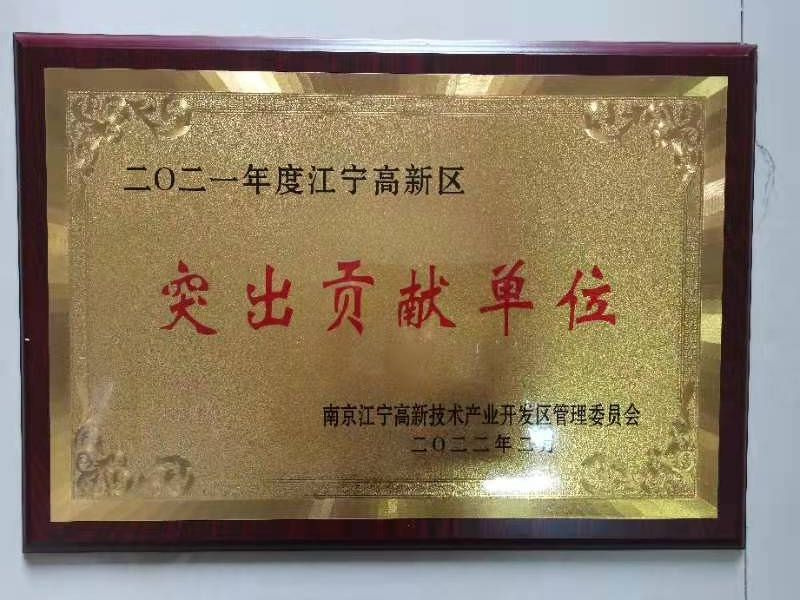 二〇二一年度江宁高新区
突出贡献单位
南京江宁高新技术产业开发区管理委员会
二〇二二年二月